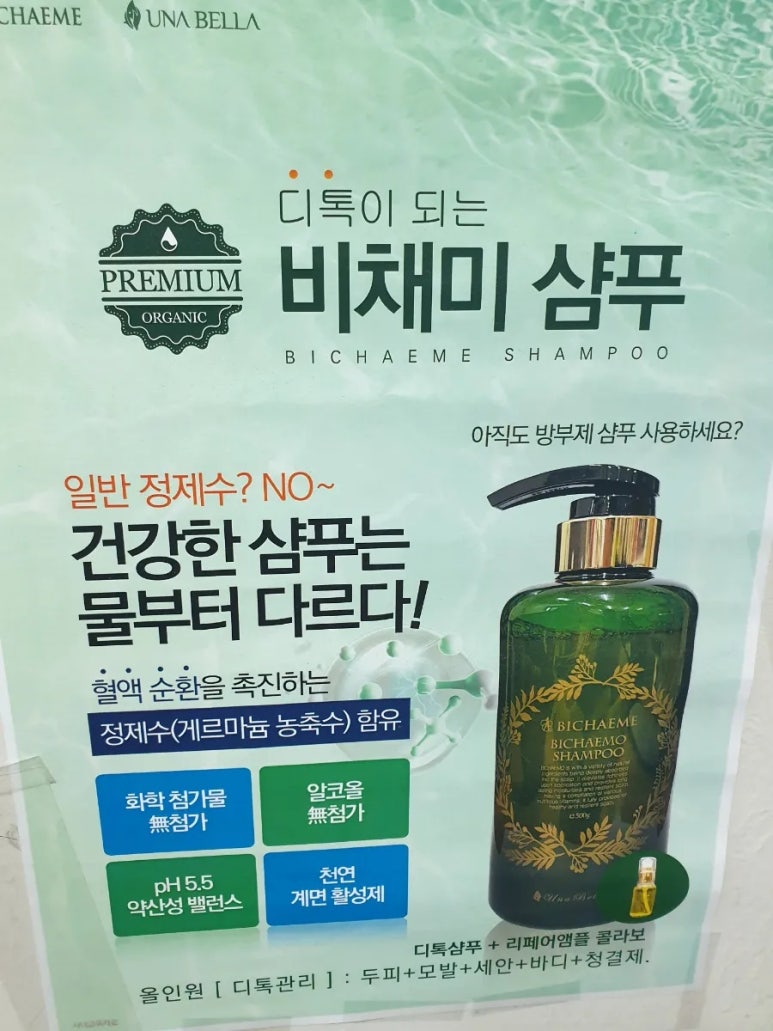 CHAEME UNA BELLA
디톡이 되는
비채미 샴푸
BICHAEME SHAMPOO
PREMIUM
ORGANIC
아직도 방부제 샴푸 사용하세요?
일반 정제수? NO~
건강한 샴푸는
물부터 다르다!
혈액 순환을 촉진하는
정제수(게르마늄 농축수) 함유
화학 첨가물
無첨가
알코올
無첨가
pH 5.5
약산성 밸런스
천연
계면 활성제
BICHAEME
BICHAEMO
SHAMPOO
e.500g
Una Be
디톡샴푸 + 리페어앰플 콜라보
올인원 [ 디톡관리 ] : 두피+모발+세안+바디+청결제.